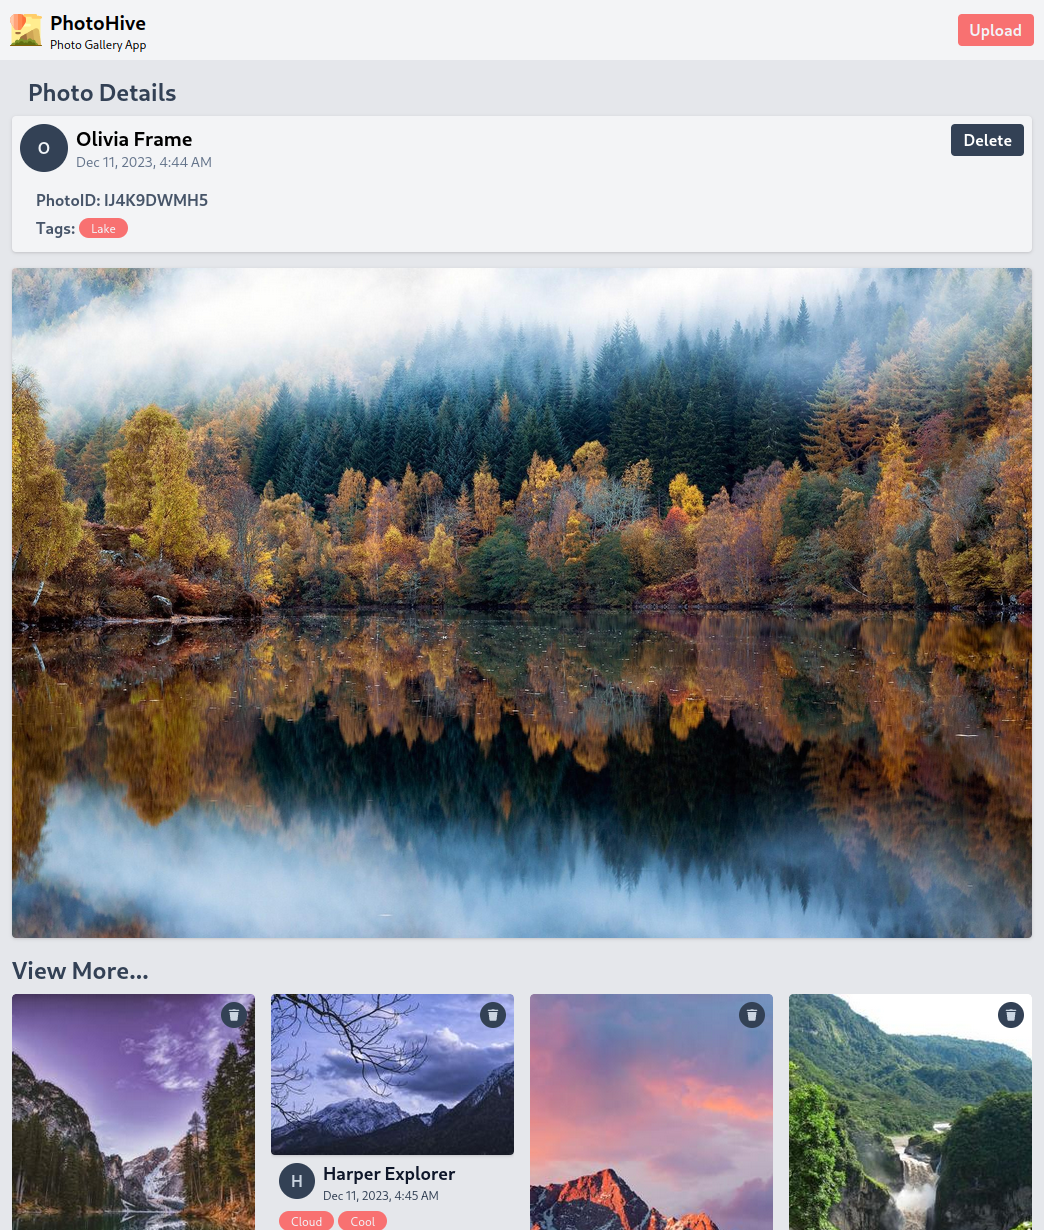 PhotoHive
Photo Gallery App
Upload
Photo Details
O
Olivia Frame
Dec 11, 2023, 4:44 AM
Delete
PhotoID: IJ4K9DWMH5
Tags: Lake
View More...
H
Harper Explorer
Dec 11, 2023, 4:45 AM
Cloud Cool